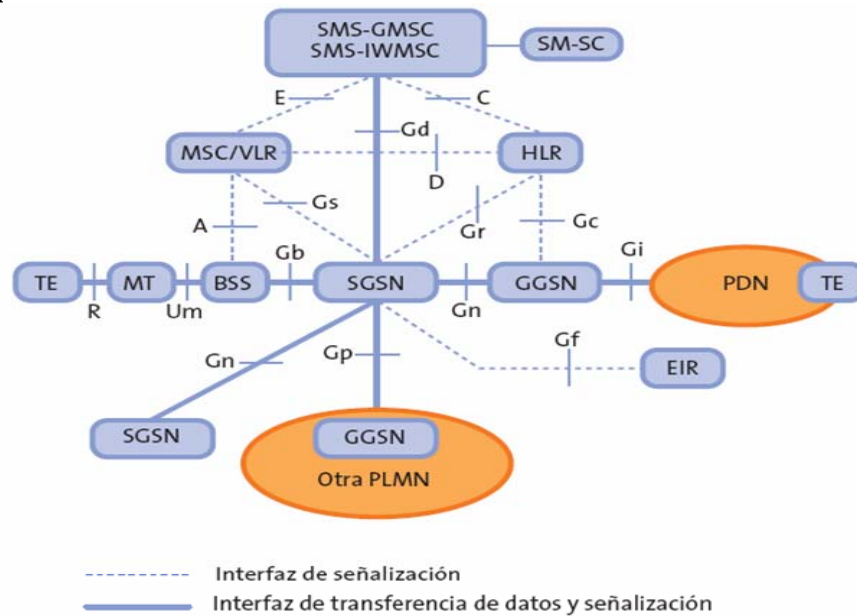 SMS-GMSC
SMS-IWMSC
SM-SC
E
C
Gd
MSC/VLR
HLR
D
Gs
Gr
A
Gc
Gb
Gi
TE
MT
BSS
SGSN
GGSN
PDN
TE
R
Um
Gn
Gn
Gp
Gf
EIR
SGSN
GGSN
Otra PLMN
Interfaz de señalización
Interfaz de transferencia de datos y señalización